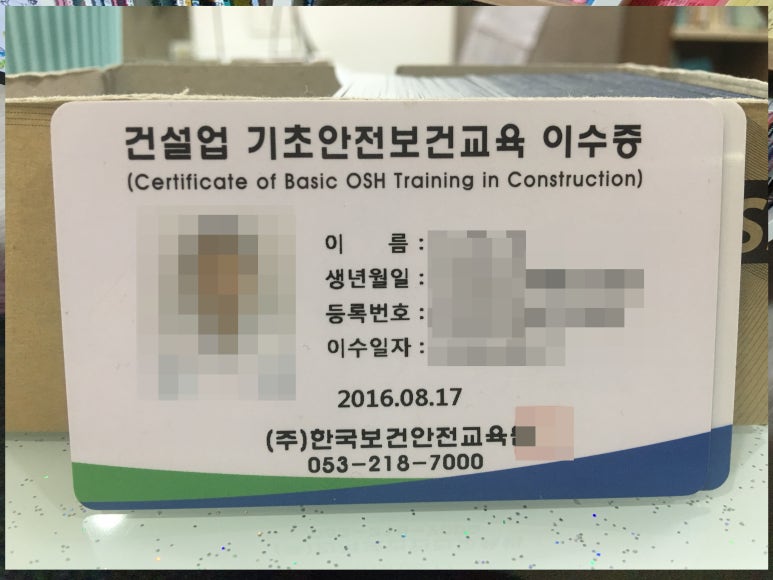 건설업 기초안전보건교육 이수증
(Certificate of Basic OSH Training in Construction)
이 름 :
생년월일 :
등록번호 :
이수일자 :
2016.08.17
(주)한국보건안전교육원
053-218-7000